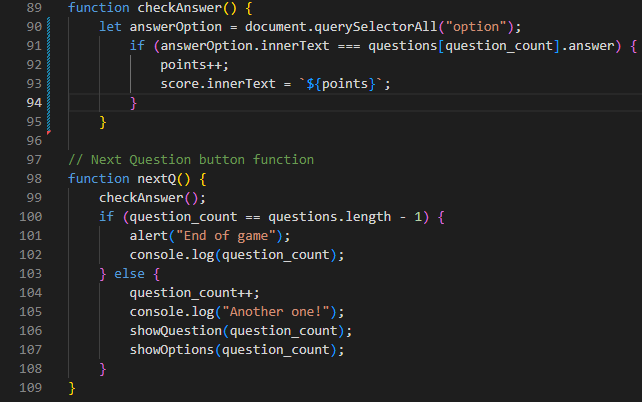 89 function checkAnswer() {
90 let answerOption = document.querySelectorAll("option");
91 if (answerOption.innerText === questions[question_count].answer) {
92 points++;
93 score.innerText = `${points}`;
94 }
95 }
96
97 // Next Question button function
98 function nextQ() {
99 checkAnswer();
100 if (question_count == questions.length - 1) {
101 alert("End of game");
102 console.log(question_count);
103 } else {
104 question_count++;
105 console.log("Another one!");
106 showQuestion(question_count);
107 showOptions(question_count);
108 }
109 }